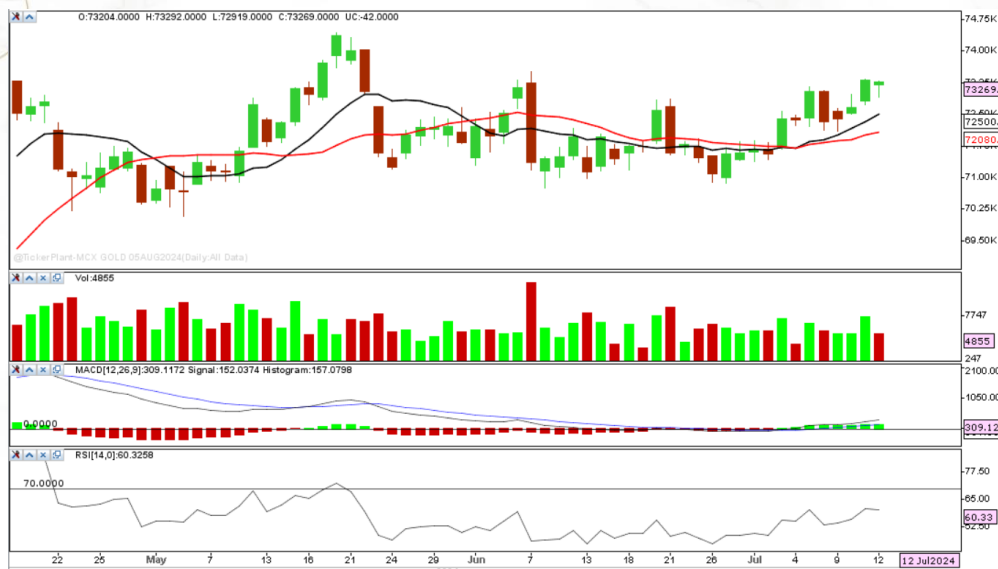 O:73204.0000 H:73292.0000 L:72919.0000 C:73269.0000 UC:-42.0000
74.75K
74.00K
73269.
72500.
72080.
71.00K
70.25K
69.50K
@TickerPlant-MCX GOLD 05AUG2024(Daily:All Data)
Vol:4855
7747
4855
247
MACD[12,26,9]:309.1172 Signal:152.0374 Histogram:157.0798
2100.00
1050.00
0.0000
309.12
RSI[14,0]:60.3258
77.50
70.0000
65.00
60.33
52.50
22 25 May 7 13 16 21 24 29 Jun 7 13 18 21 26 Jul 4 9 12 12 Jul2024